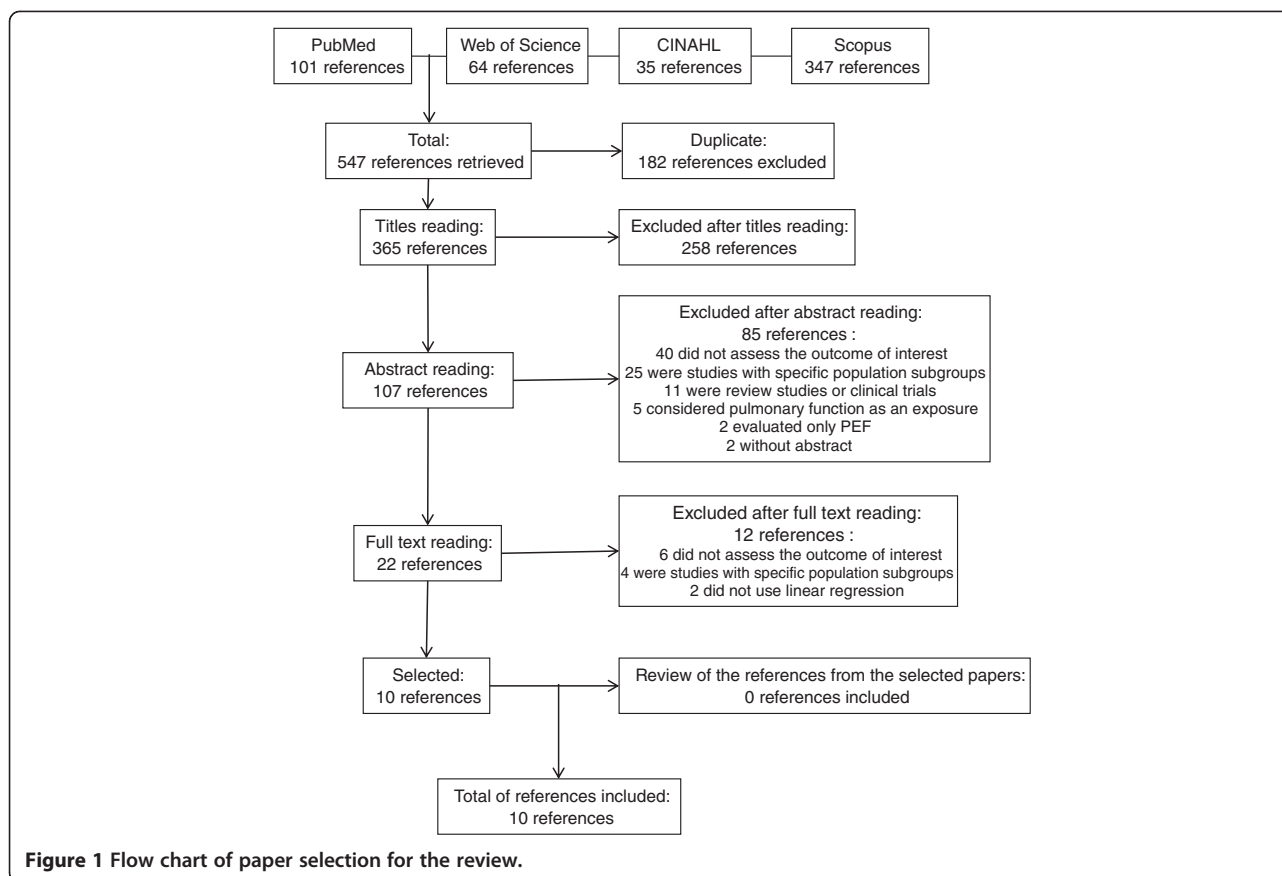 PubMed
101 references
Web of Science
64 references
CINAHL
35 references
Scopus
347 references
Total:
547 references retrieved
Duplicate:
182 references excluded
Titles reading:
365 references
Excluded after titles reading:
258 references
Abstract reading:
107 references
Excluded after abstract reading:
85 references :
40 did not assess the outcome of interest
25 were studies with specific population subgroups
11 were review studies or clinical trials
5 considered pulmonary function as an exposure
2 evaluated only PEF
2 without abstract
Full text reading:
22 references
Excluded after full text reading:
12 references :
6 did not assess the outcome of interest
4 were studies with specific population subgroups
2 did not use linear regression
Selected:
10 references
Review of the references from the selected papers:
0 references included
Total of references included:
10 references
Figure 1 Flow chart of paper selection for the review.